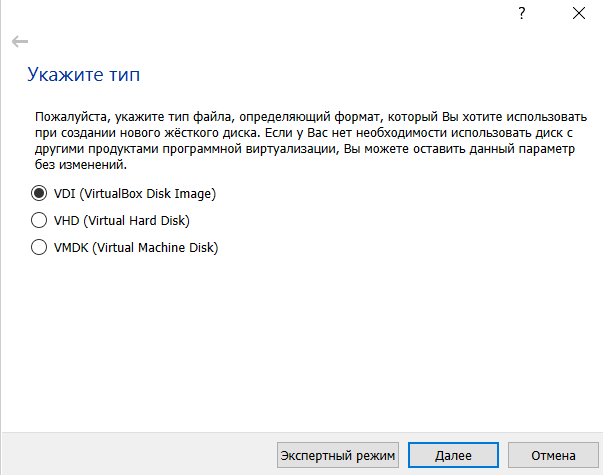 ?
Укажите тип
Пожалуйста, укажите тип файла, определяющий формат, который Вы хотите использовать
при создании нового жёсткого диска. Если у Вас нет необходимости использовать диск с
другими продуктами программной виртуализации, Вы можете оставить данный параметр
без изменений.
VDI (VirtualBox Disk Image)
VHD (Virtual Hard Disk)
VMDK (Virtual Machine Disk)
Экспертный режим
Далее
Отмена